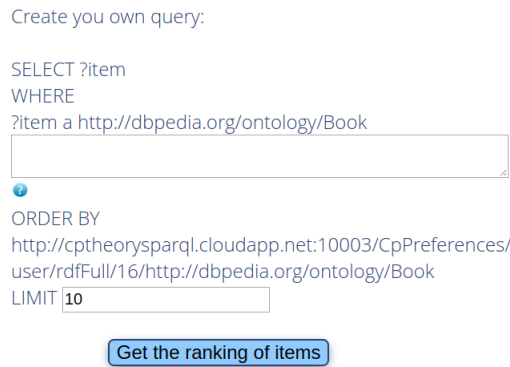 Create you own query:
SELECT ?item
WHERE
?item a http://dbpedia.org/ontology/Book
?
ORDER BY
http://cptheorysparql.cloudapp.net:10003/CpPreferences/
user/rdfFull/16/http://dbpedia.org/ontology/Book
LIMIT 10
Get the ranking of items